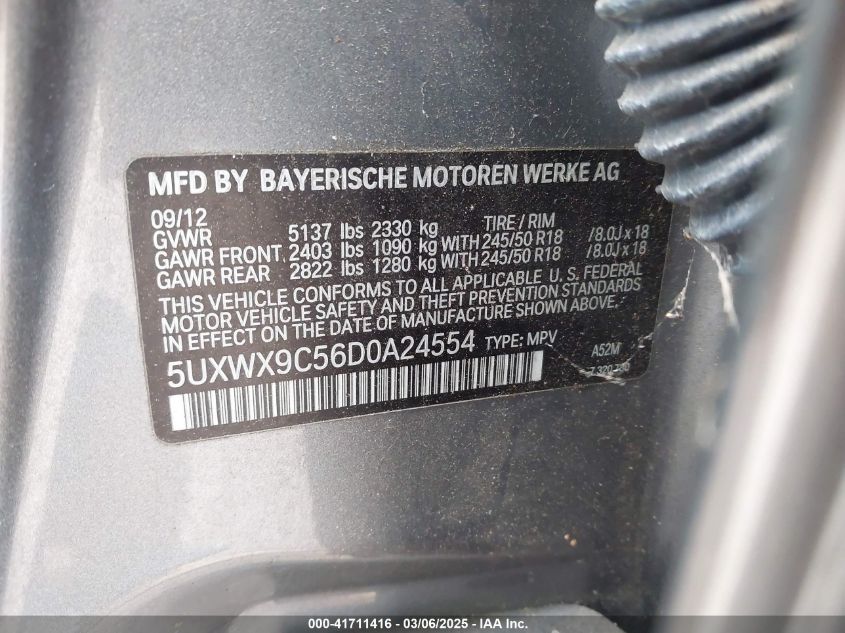 MFD BY BAYERISCHE MOTOREN WERKE AG
09/12 TIRE / RIM
GVWR 5137 lbs 2330 kg
GAWR FRONT 2403 lbs 1090 kg WITH 245/50 R18 /8.0J x 18
GAWR REAR 2822 lbs 1280 kg WITH 245/50 R18 /8.0J x 18
THIS VEHICLE CONFORMS TO ALL APPLICABLE U.S. FEDERAL
MOTOR VEHICLE SAFETY AND THEFT PREVENTION STANDARDS
IN EFFECT ON THE DATE OF MANUFACTURE SHOWN ABOVE.
5UXWX9C56D0A24554 TYPE: MPV
A52M
000-41711416 - 03/06/2025 - IAA Inc.